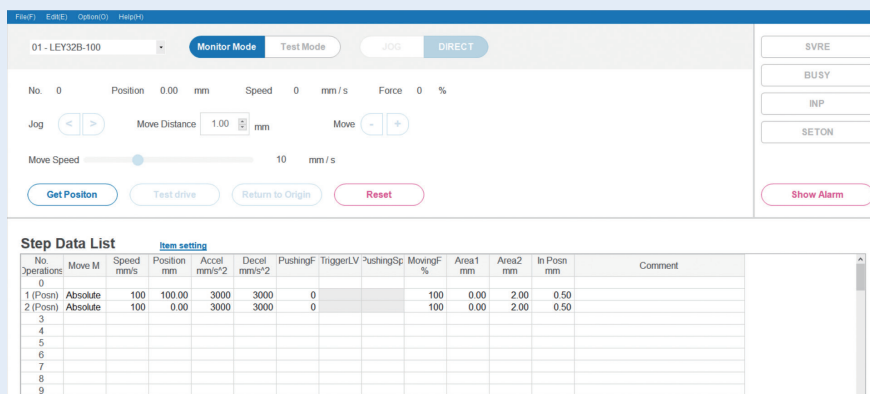 File(F) Edit(E) Option(O) Help(H)
01 - LEY32B-100 Monitor Mode Test Mode JOG DIRECT SVRE
BUSY
No. 0 Position 0.00 mm Speed 0 mm / s Force 0 %
INP
Jog < > Move Distance 1.00 mm Move - +
SETON
Move Speed 10 mm / s
Get Positon Test drive Return to Origin Reset Show Alarm
Step Data List Item setting
No. Operations Move M Speed mm/s Position mm Accel mm/s^2 Decel mm/s^2 PushingF TriggerLV PushingSp MovingF % Area1 mm Area2 mm In Posn mm Comment
0
1 (Posn) Absolute 100 100.00 3000 3000 0 100 0.00 2.00 0.50
2 (Posn) Absolute 100 0.00 3000 3000 0 100 0.00 2.00 0.50
3
4
5
6
7
8
9